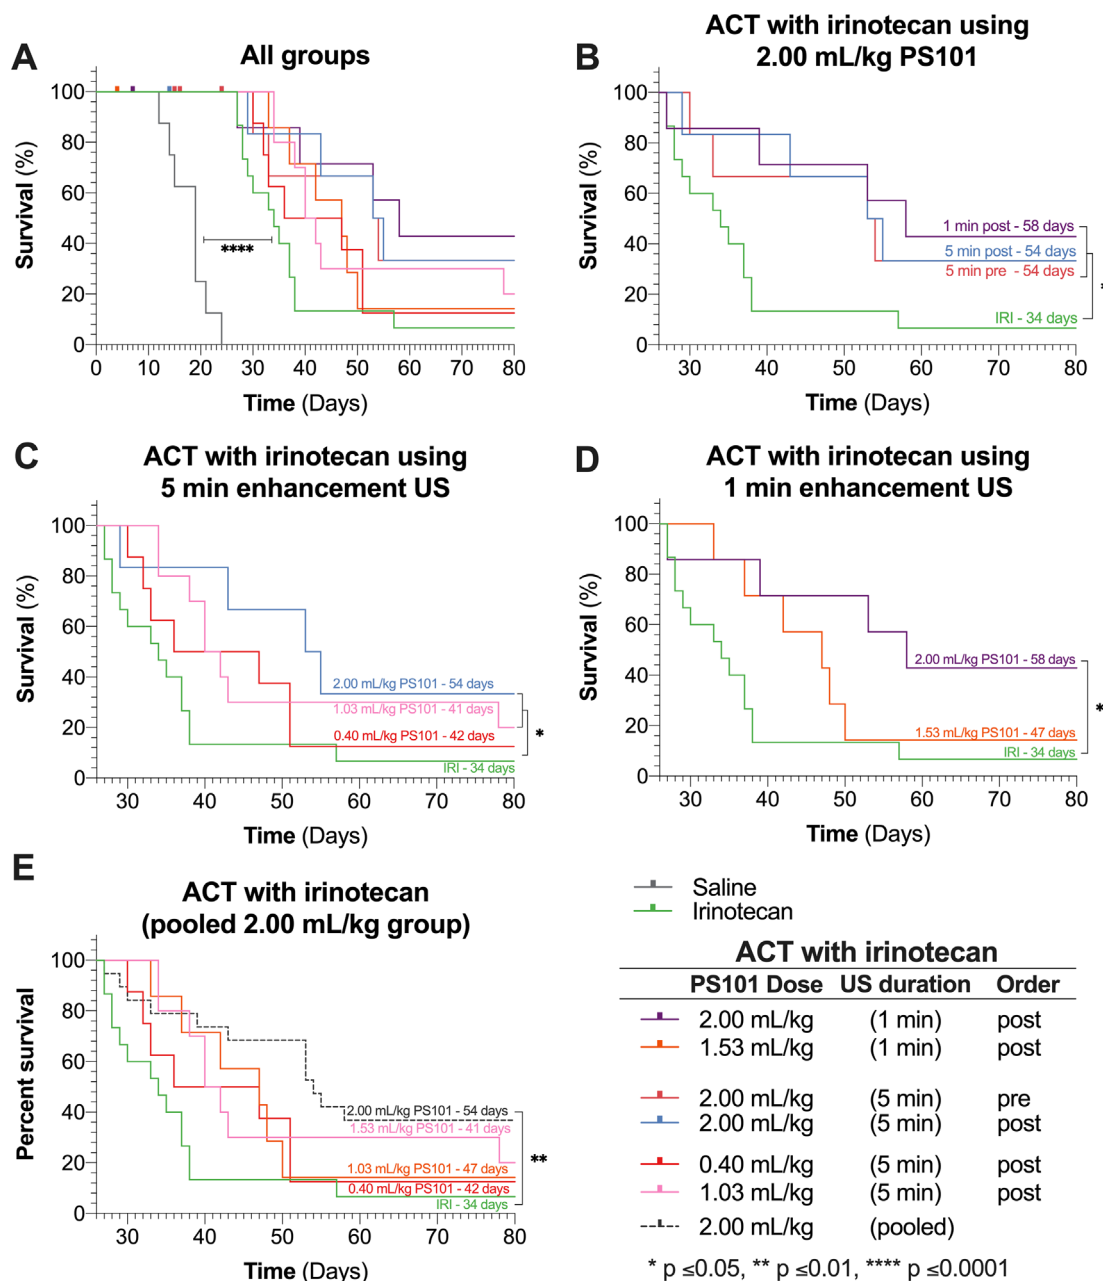 A
All groups
Survival (%)
100
80
60
40
20
0
****
0 10 20 30 40 50 60 70 80
Time (Days)
B
ACT with irinotecan using
2.00 mL/kg PS101
Survival (%)
100
80
60
40
20
0
1 min post - 58 days
5 min post - 54 days
5 min pre - 54 days
IRI - 34 days
*
30 40 50 60 70 80
Time (Days)
C
ACT with irinotecan using
5 min enhancement US
Survival (%)
100
80
60
40
20
0
2.00 mL/kg PS101 - 54 days
1.03 mL/kg PS101 - 41 days
0.40 mL/kg PS101 - 42 days
IRI - 34 days
*
30 40 50 60 70 80
Time (Days)
D
ACT with irinotecan using
1 min enhancement US
Survival (%)
100
80
60
40
20
0
2.00 mL/kg PS101 - 58 days
1.53 mL/kg PS101 - 47 days
IRI - 34 days
*
30 40 50 60 70 80
Time (Days)
E
ACT with irinotecan
(pooled 2.00 mL/kg group)
Percent survival
100
80
60
40
20
0
2.00 mL/kg PS101 - 54 days
1.53 mL/kg PS101 - 41 days
1.03 mL/kg PS101 - 47 days
0.40 mL/kg PS101 - 42 days
IRI - 34 days
**
30 40 50 60 70 80
Time (Days)
Saline
Irinotecan
ACT with irinotecan
PS101 Dose US duration Order
2.00 mL/kg (1 min) post
1.53 mL/kg (1 min) post
2.00 mL/kg (5 min) pre
2.00 mL/kg (5 min) post
0.40 mL/kg (5 min) post
1.03 mL/kg (5 min) post
2.00 mL/kg (pooled)
* p ≤0.05, ** p ≤0.01, **** p ≤0.0001